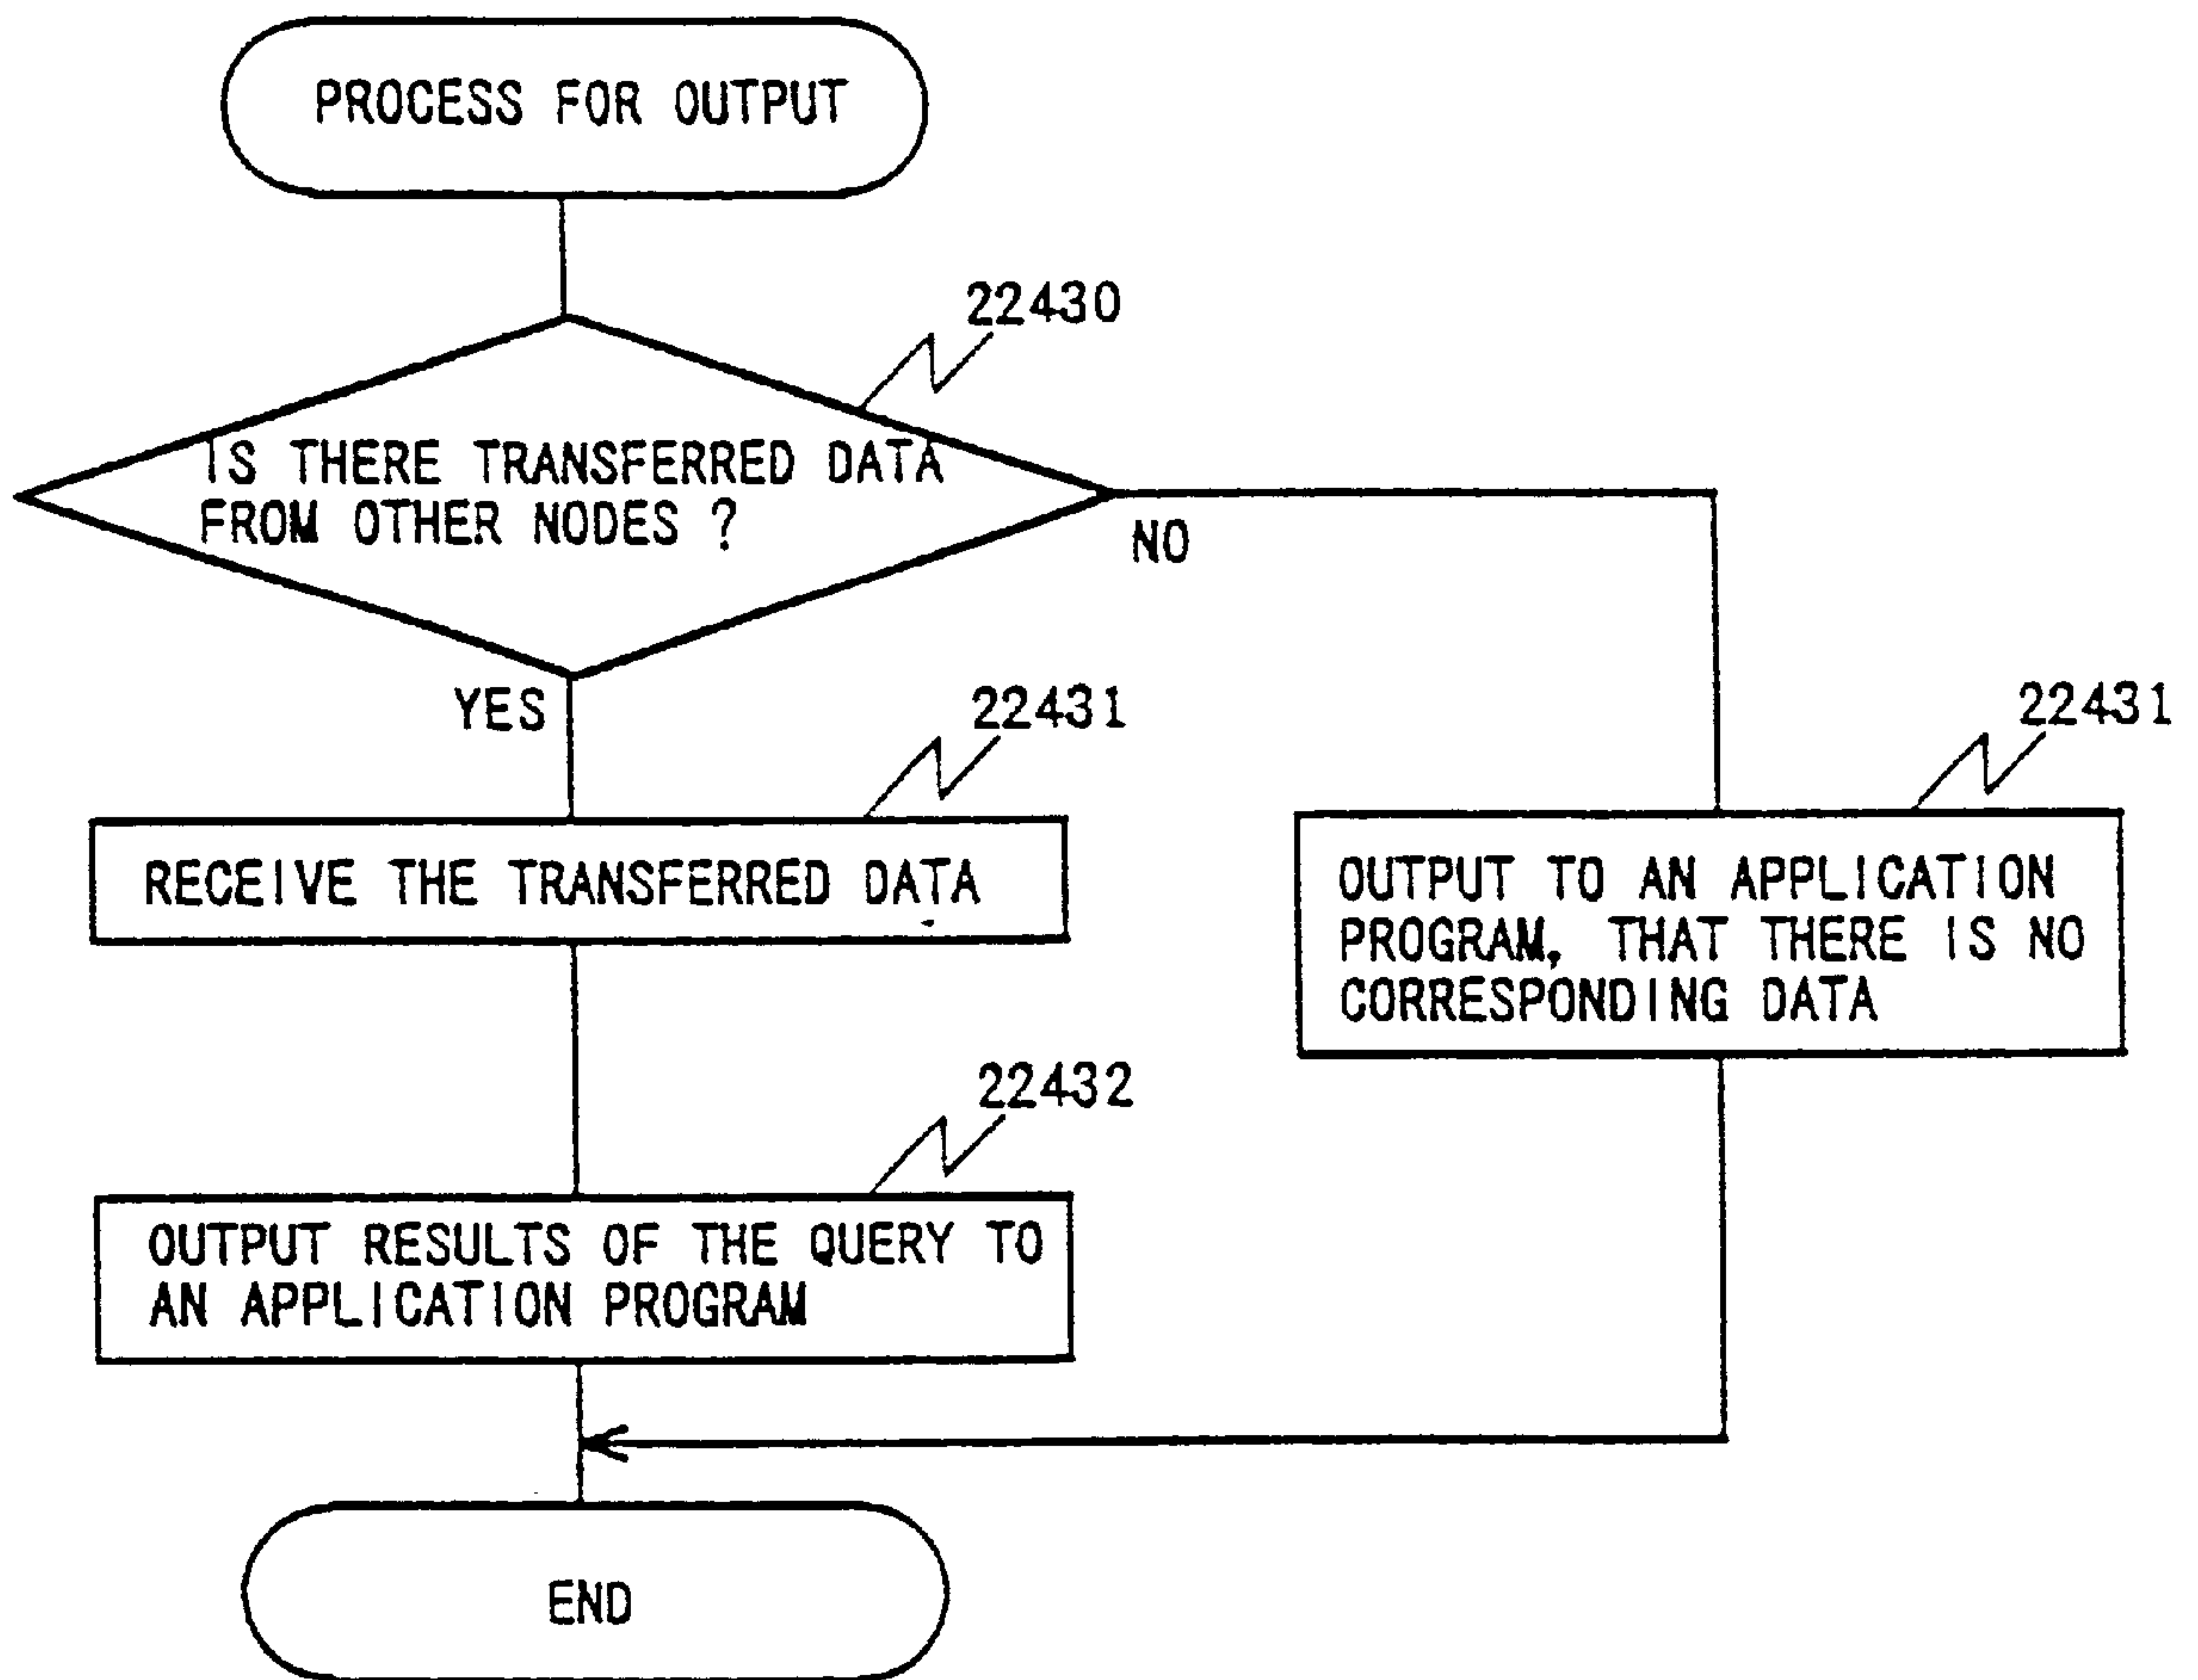 PROCESS FOR OUTPUT
22430
IS THERE TRANSFERRED DATA
FROM OTHER NODES ?
NO
YES
22431
22431
RECEIVE THE TRANSFERRED DATA
OUTPUT TO AN APPLICATION
PROGRAM, THAT THERE IS NO
CORRESPONDING DATA
22432
OUTPUT RESULTS OF THE QUERY TO
AN APPLICATION PROGRAM
END